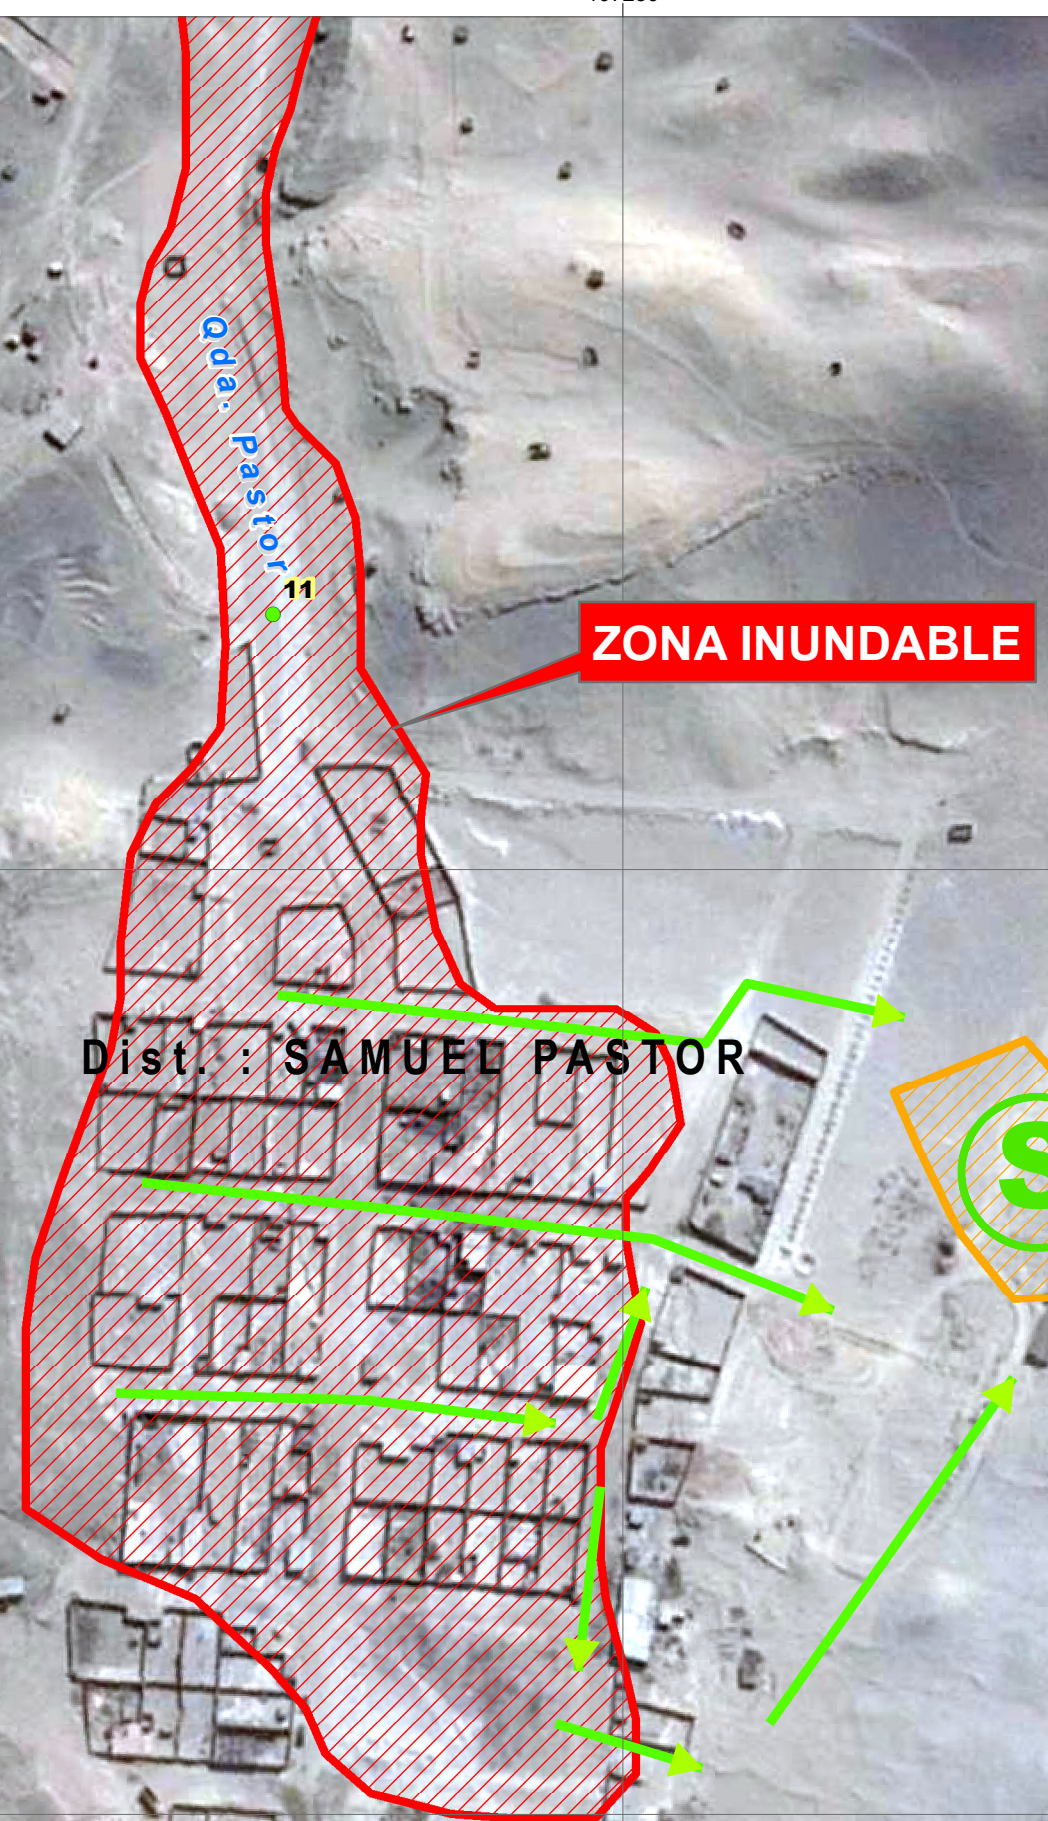 Qda. Pastor
11
ZONA INUNDABLE
Dist. : SAMUEL PASTOR
S